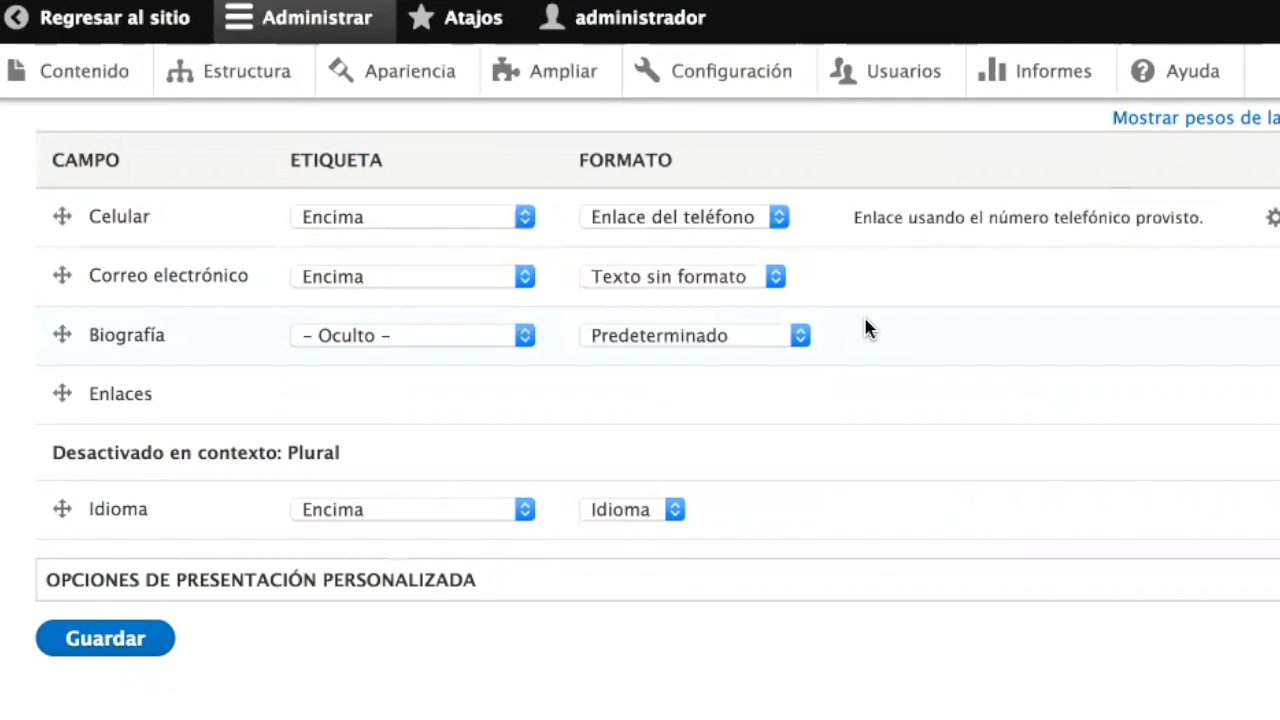 Regresar al sitio Administrar Atajos administrador
Contenido Estructura Apariencia Ampliar Configuración Usuarios Informes Ayuda
Mostrar pesos de la
CAMPO ETIQUETA FORMATO
Celular Encima Enlace del teléfono Enlace usando el número telefónico provisto.
Correo electrónico Encima Texto sin formato
Biografía - Oculto - Predeterminado
Enlaces
Desactivado en contexto: Plural
Idioma Encima Idioma
OPCIONES DE PRESENTACIÓN PERSONALIZADA
Guardar